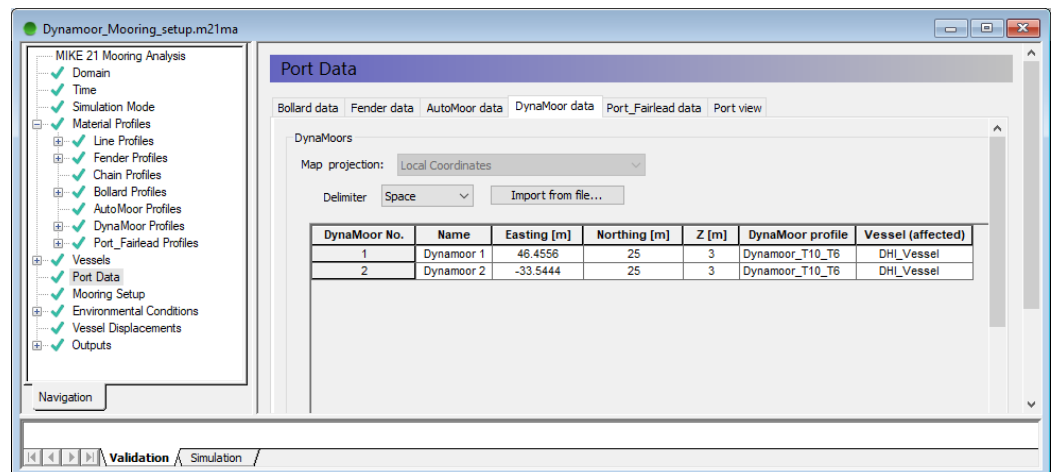 Dynamoor_Mooring_setup.m21ma
MIKE 21 Mooring Analysis
Domain
Time
Simulation Mode
Material Profiles
Line Profiles
Fender Profiles
Chain Profiles
Bollard Profiles
AutoMoor Profiles
DynaMoor Profiles
Port_Fairlead Profiles
Vessels
Port Data
Mooring Setup
Environmental Conditions
Vessel Displacements
Outputs
Navigation
Port Data
Bollard data Fender data AutoMoor data DynaMoor data Port_Fairlead data Port view
DynaMoors
Map projection: Local Coordinates
Delimiter Space Import from file...
DynaMoor No. Name Easting [m] Northing [m] Z [m] DynaMoor profile Vessel (affected)
1 Dynamoor 1 46.4556 25 3 Dynamoor_T10_T6 DHI_Vessel
2 Dynamoor 2 -33.5444 25 3 Dynamoor_T10_T6 DHI_Vessel
Validation Simulation